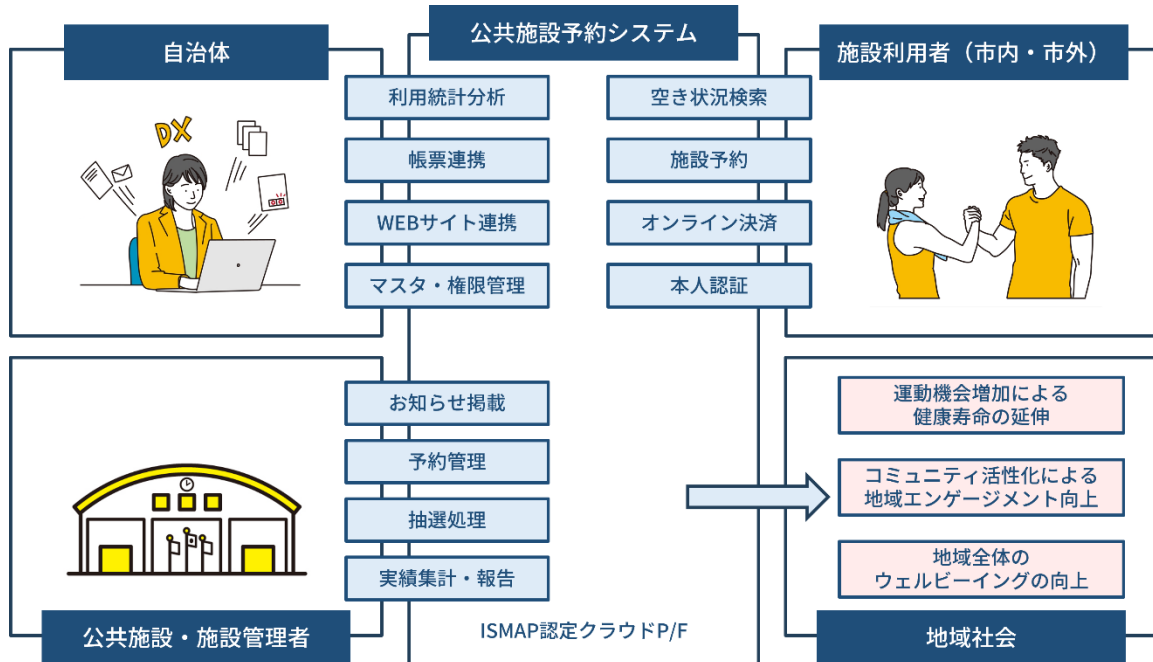 公共施設予約システム
自治体
施設利用者（市内・市外）
利用統計分析
帳票連携
WEBサイト連携
マスタ・権限管理
DX
空き状況検索
施設予約
オンライン決済
本人認証
お知らせ掲載
予約管理
抽選処理
実績集計・報告
公共施設・施設管理者
ISMAP認定クラウドP/F
運動機会増加による
健康寿命の延伸
コミュニティ活性化による
地域エンゲージメント向上
地域全体の
ウェルビーイングの向上
地域社会